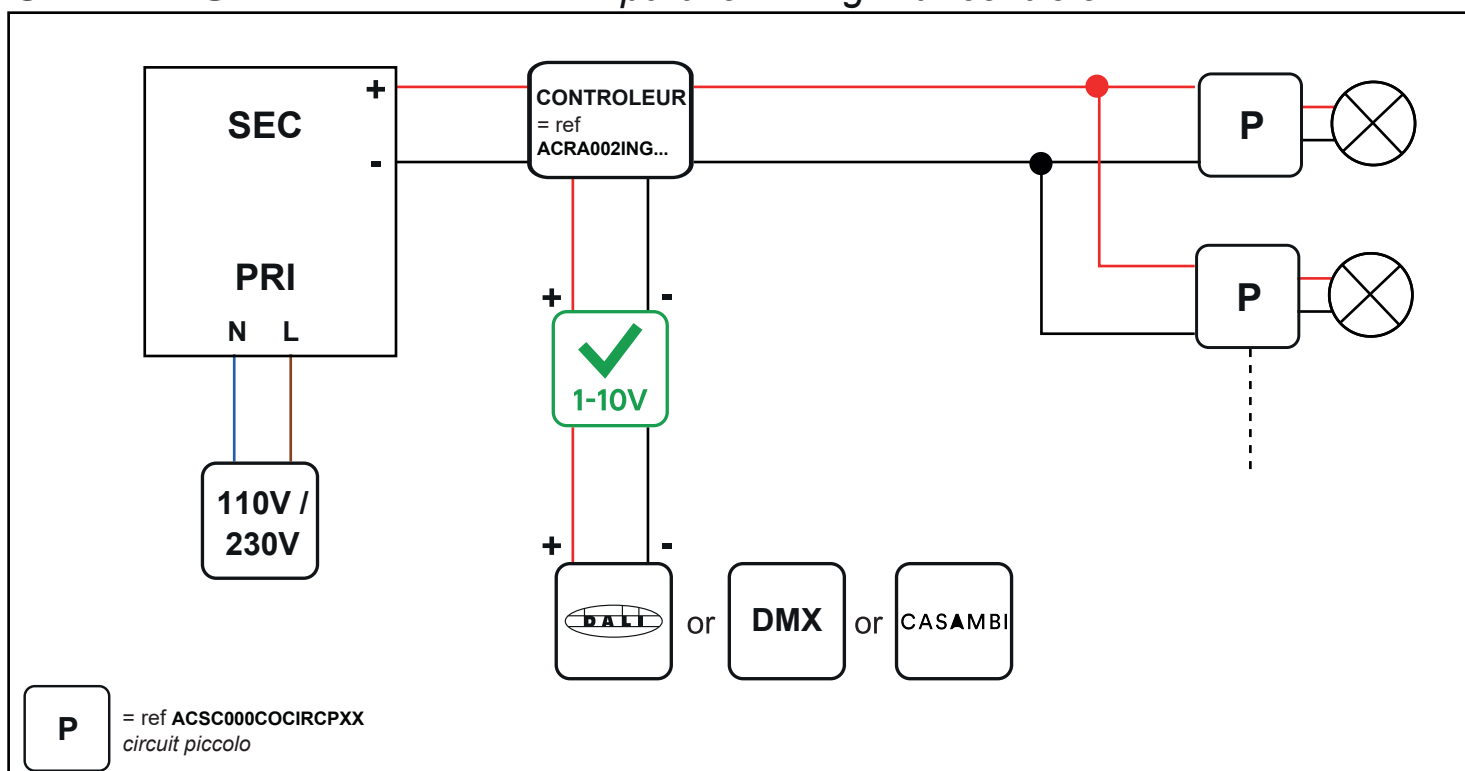 SEC
+
-
PRI
N L
110V /
230V
CONTROLEUR
= ref
ACRA002ING...
+ -
1-10V
+ -
DALI or DMX or CASAMBI
P
P
P
= ref ACSC000COCIRCPXX
circuit piccolo